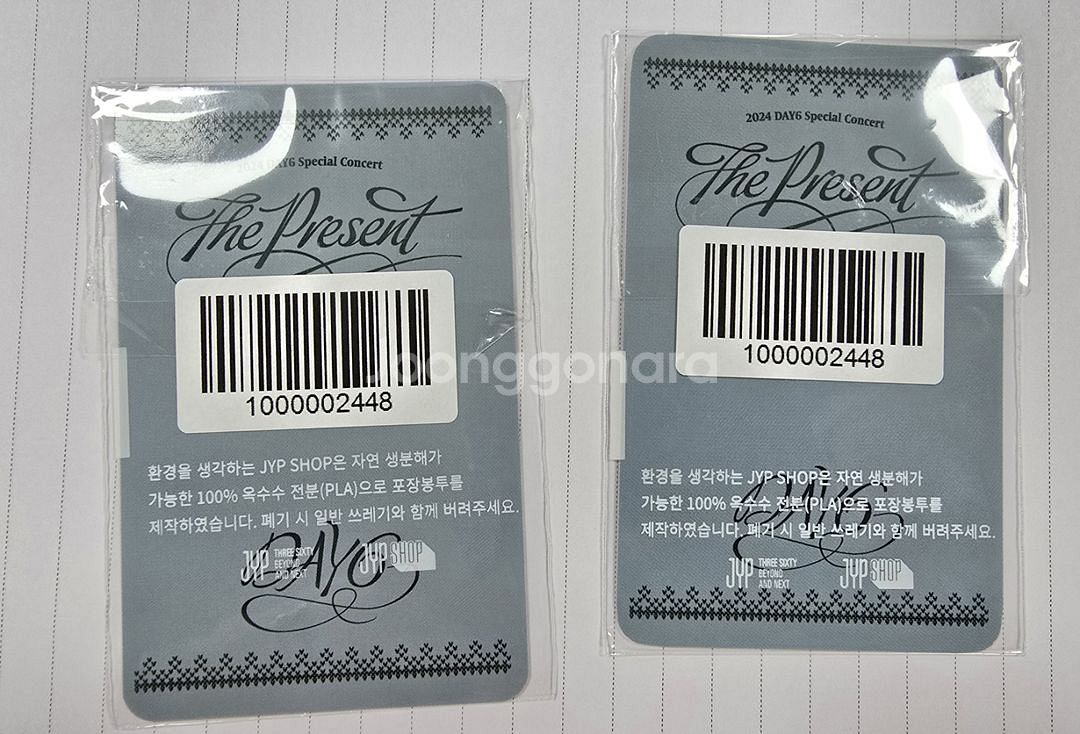 2024 DAY6 Special Concert
The Present
1000002448
환경을 생각하는 JYP SHOP은 자연 생분해가
가능한 100% 옥수수 전분(PLA)으로 포장봉투를
제작하였습니다. 폐기 시 일반 쓰레기와 함께 버려주세요.
JYP THREE SIXTY BEYOND AND NEXT
JYP SHOP
DAY6
2024 DAY6 Special Concert
The Present
1000002448
환경을 생각하는 JYP SHOP은 자연 생분해가
가능한 100% 옥수수 전분(PLA)으로 포장봉투를
제작하였습니다. 폐기 시 일반 쓰레기와 함께 버려주세요.
DAY6
JYP THREE SIXTY BEYOND AND NEXT
JYP SHOP
Joonggonara